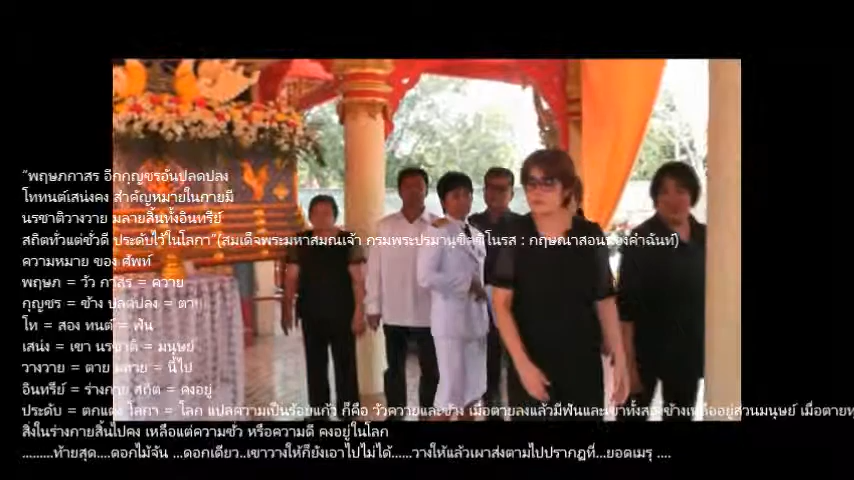 "พฤษภกาสร อีกกุญชรอันปลดปลง
โททนต์เสน่งคง สำคัญหมายในกายมี
นรชาติวางวาย มลายสิ้นทั้งอินทรีย์
สถิตทั่วแต่ชั่วดี ประดับไว้ในโลกา"(สมเด็จพระมหาสมณเจ้า กรมพระปรมานุชิตชิโนรส : กฤษณาสอนน้องคำฉันท์)
ความหมาย ของ ศัพท์
พฤษภ = วัว กาสร = ควาย
กุญชร = ช้าง ปลดปลง = ตาย
โท = สอง ทนต์ = ฟัน
เสน่ง = เขา นรชาติ = มนุษย์
วางวาย = ตาย มลาย =
อินทรีย์ = ร่างกาย สถิต = คงอยู่
ประดับ = ตกแต่ง โลกา = โลก แปลความเป็นร้อยแก้ว ก็คือ วัวควายและช้าง เมื่อตายลงแล้วมีฟันและเขาทั้งสองข้างเหลืออยู่ส่วนมนุษย์ เมื่อตาย
สิ่งในร่างกายสิ้นไปคง เหลือแต่ความชั่ว หรือความดี คงอยู่ในโลก
.........ท้ายสุด....ดอกไม้จัน ...ดอกเดียว..เขาวางให้ก็ยังเอาไปไม่ได้......วางให้แล้วเผาส่งตามไปปรากฏที่...ยอดเมรุ ....